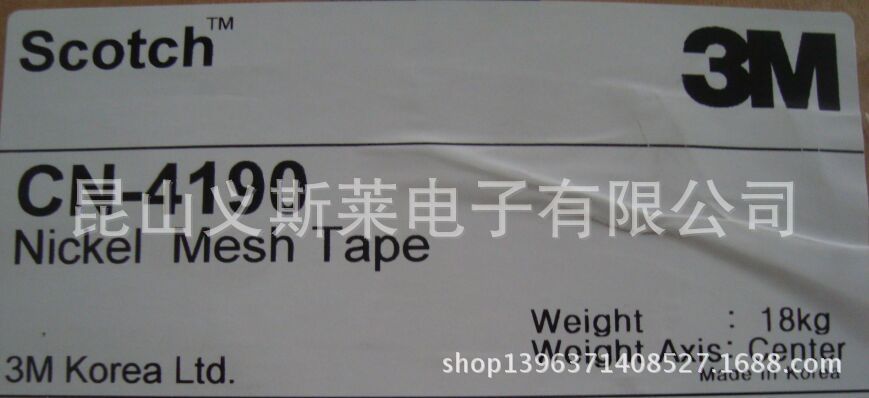 Scotch™
3M
CN-4190
昆山义斯莱电子有限公司
Nickel Mesh Tape
Weight : 18kg
Woight Axis: Center
shop1396371408527.1688.com
Made In Korea
3M Korea Ltd.